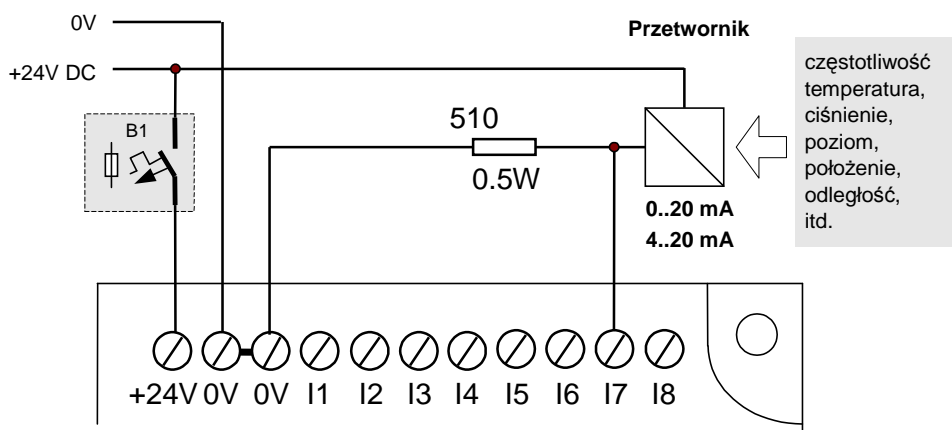 0V
Przetwornik
+24V DC
częstotliwość
temperatura,
ciśnienie,
poziom,
położenie,
odległość,
itd.
B1
510
0.5W
0..20 mA
4..20 mA
+24V 0V 0V I1 I2 I3 I4 I5 I6 I7 I8